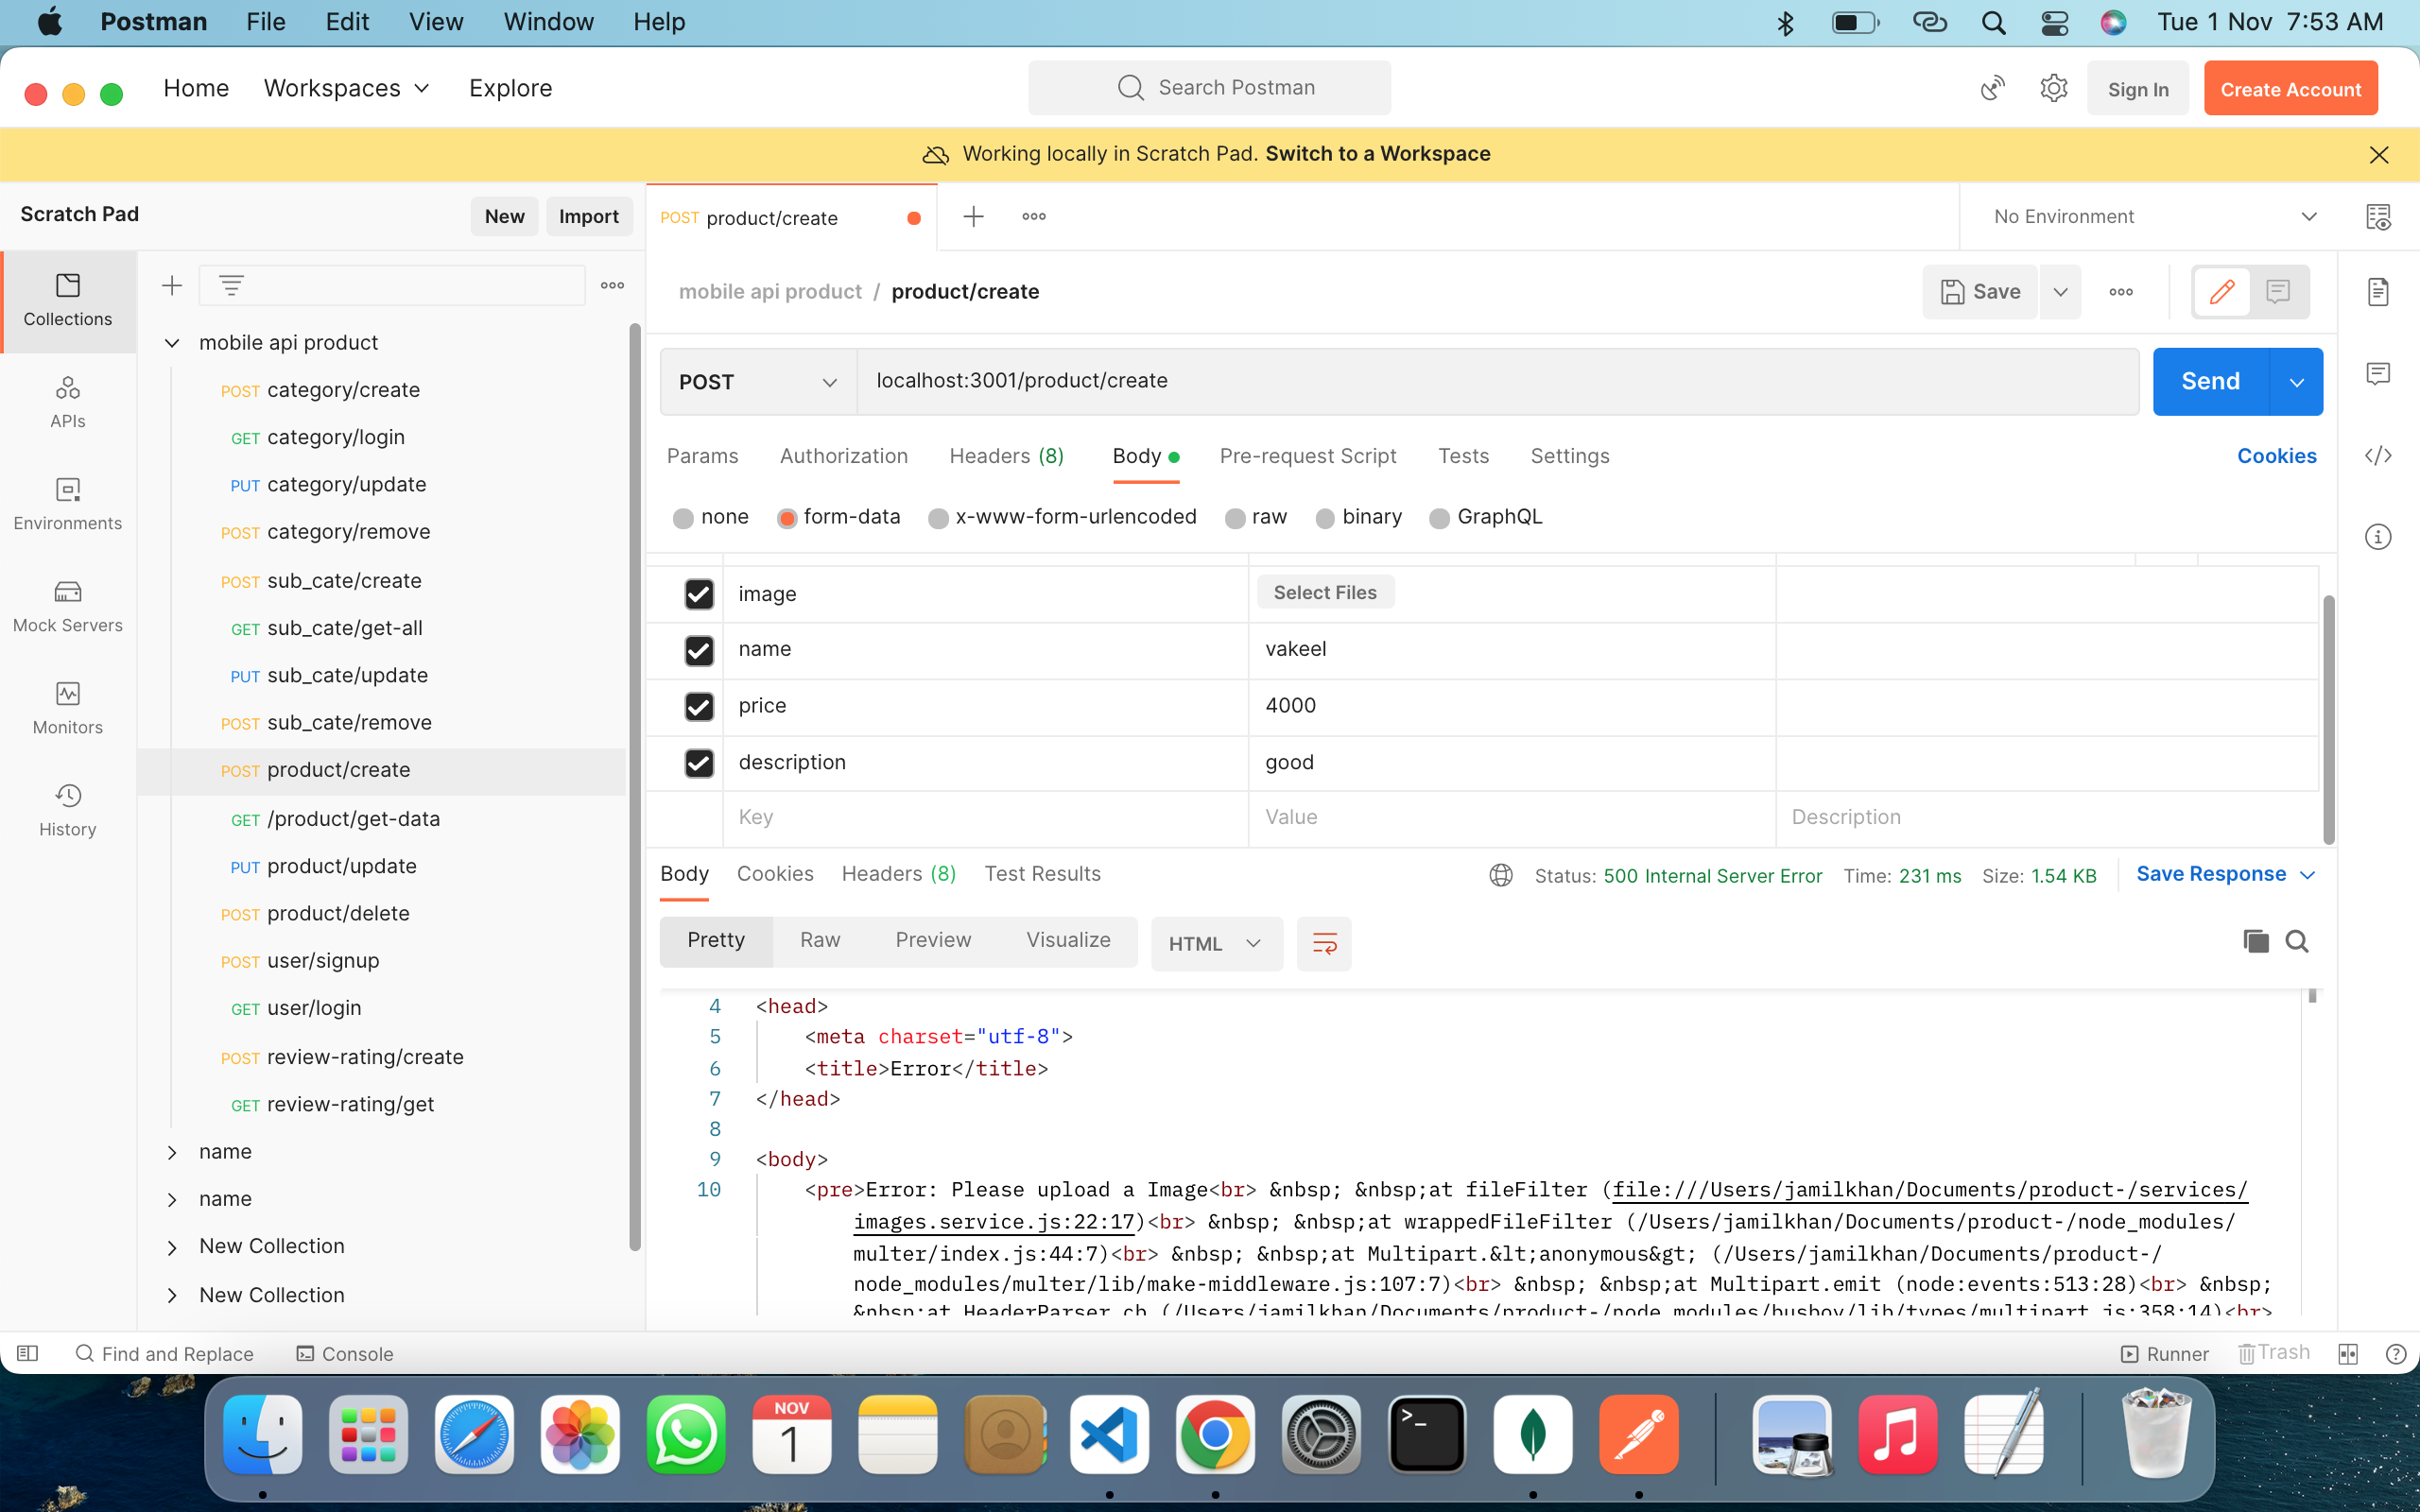 Postman File Edit View Window Help Tue 1 Nov 7:53 AM
Home Workspaces Explore Search Postman Sign In Create Account
Working locally in Scratch Pad. Switch to a Workspace
Scratch Pad New Import POST product/create No Environment
Collections
APIs
Environments
Mock Servers
Monitors
History
mobile api product
POST category/create
GET category/login
PUT category/update
POST category/remove
POST sub_cate/create
GET sub_cate/get-all
PUT sub_cate/update
POST sub_cate/remove
POST product/create
GET /product/get-data
PUT product/update
POST product/delete
POST user/signup
GET user/login
POST review-rating/create
GET review-rating/get
name
name
New Collection
New Collection
mobile api product / product/create Save
POST localhost:3001/product/create Send
Params Authorization Headers (8) Body Pre-request Script Tests Settings Cookies
none form-data x-www-form-urlencoded raw binary GraphQL
image Select Files
name vakeel
price 4000
description good
Key Value Description
Body Cookies Headers (8) Test Results Status: 500 Internal Server Error Time: 231 ms Size: 1.54 KB Save Response
Pretty Raw Preview Visualize HTML
4 <head>
5 <meta charset="utf-8">
6 <title>Error</title>
7 </head>
8
9 <body>
10 <pre>Error: Please upload a Image<br> &nbsp; &nbsp;at fileFilter (file:///Users/jamilkhan/Documents/product-/services/
images.service.js:22:17)<br> &nbsp; &nbsp;at wrappedFileFilter (/Users/jamilkhan/Documents/product-/node_modules/
multer/index.js:44:7)<br> &nbsp; &nbsp;at Multipart.&lt;anonymous&gt; (/Users/jamilkhan/Documents/product-/
node_modules/multer/lib/make-middleware.js:107:7)<br> &nbsp; &nbsp;at Multipart.emit (node:events:513:28)<br> &nbsp;
&nbsp;at HeaderParser.cb (/Users/jamilkhan/Documents/product-/node_modules/busboy/lib/types/multipart.js:358:14)<br>
Find and Replace Console Runner Trash
NOV
1